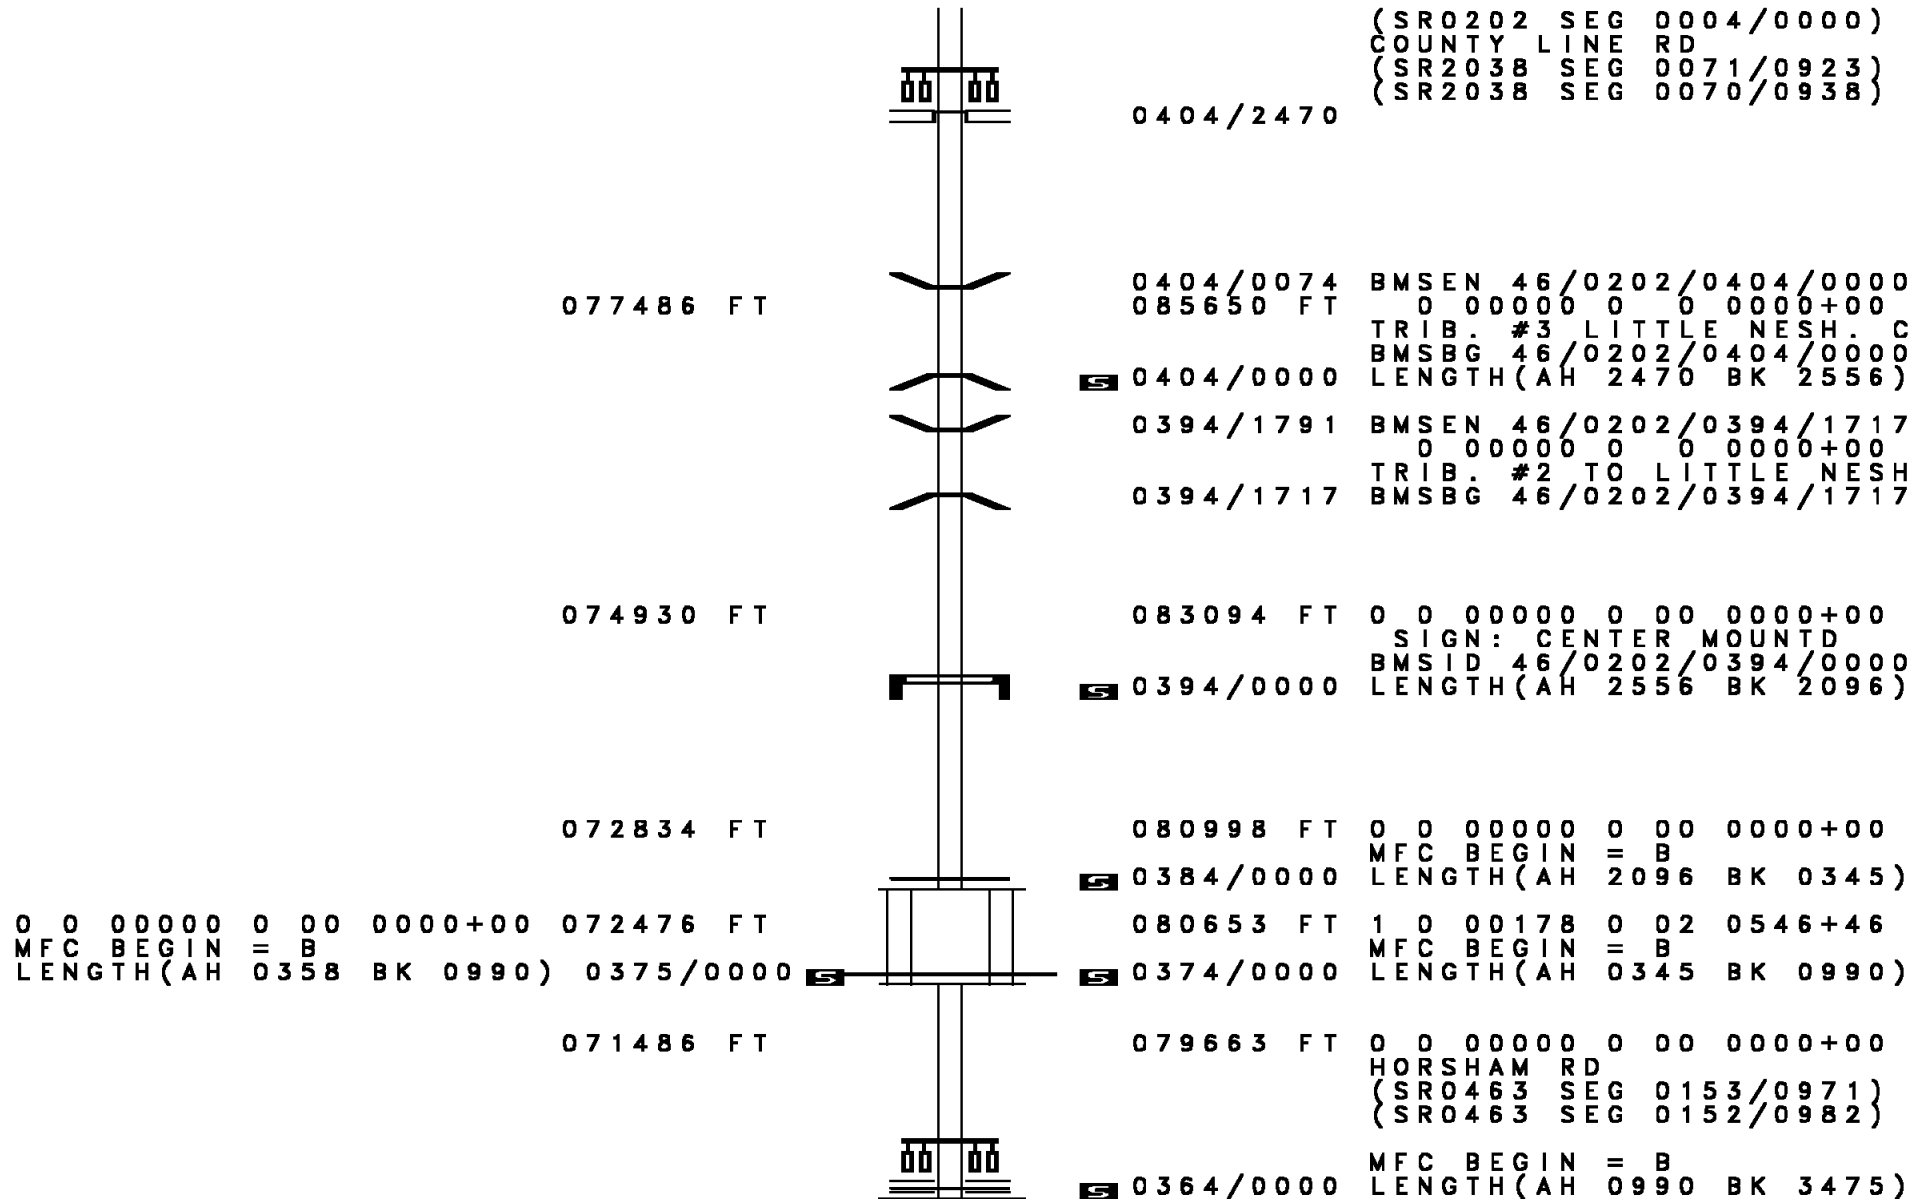 (SR0202 SEG 0004/0000)
COUNTY LINE RD
(SR2038 SEG 0071/0923)
(SR2038 SEG 0070/0938)
0404/2470
0404/0074 BMSEN 46/0202/0404/0000
077486 FT 085650 FT 0 00000 0 0 0000+00
TRIB. #3 LITTLE NESH. C
BMSBG 46/0202/0404/0000
S 0404/0000 LENGTH(AH 2470 BK 2556)
0394/1791 BMSEN 46/0202/0394/1717
0 00000 0 0 0000+00
TRIB. #2 TO LITTLE NESH
0394/1717 BMSBG 46/0202/0394/1717
074930 FT 083094 FT 0 0 00000 0 00 0000+00
SIGN: CENTER MOUNTD
BMSID 46/0202/0394/0000
S 0394/0000 LENGTH(AH 2556 BK 2096)
072834 FT 080998 FT 0 0 00000 0 00 0000+00
MFC BEGIN = B
S 0384/0000 LENGTH(AH 2096 BK 0345)
0 0 00000 0 00 0000+00 072476 FT 080653 FT 1 0 00178 0 02 0546+46
MFC BEGIN = B MFC BEGIN = B
LENGTH(AH 0358 BK 0990) 0375/0000 S S 0374/0000 LENGTH(AH 0345 BK 0990)
071486 FT 079663 FT 0 0 00000 0 00 0000+00
HORSHAM RD
(SR0463 SEG 0153/0971)
(SR0463 SEG 0152/0982)
MFC BEGIN = B
S 0364/0000 LENGTH(AH 0990 BK 3475)